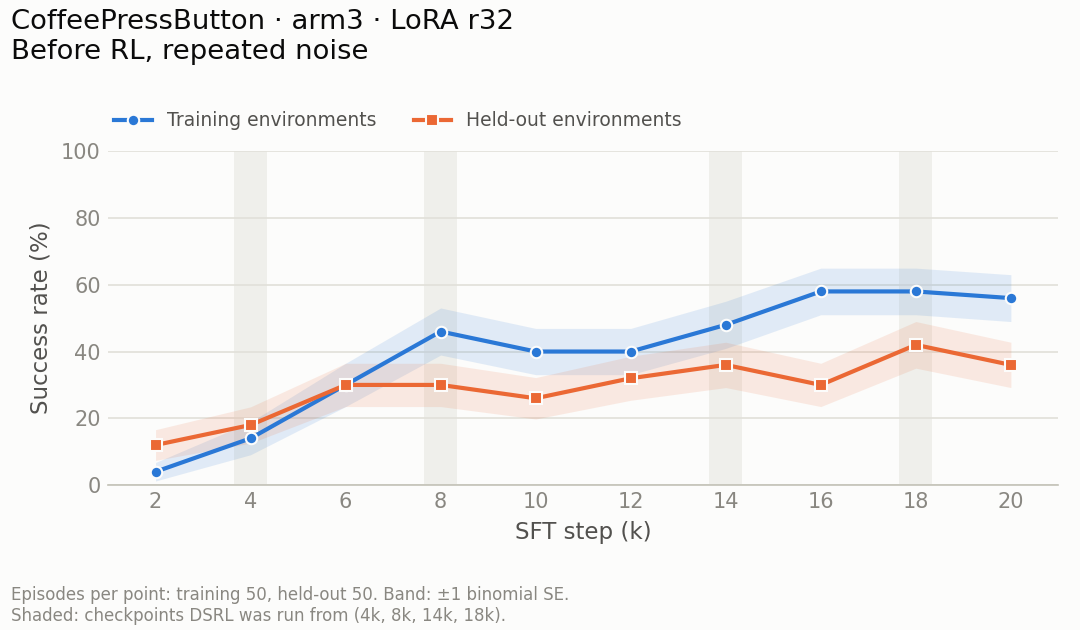 CoffeePressButton · arm3 · LoRA r32
Before RL, repeated noise
Training environments
Held-out environments
100
80
60
40
20
0
Success rate (%)
2 4 6 8 10 12 14 16 18 20
SFT step (k)
Episodes per point: training 50, held-out 50. Band: ±1 binomial SE.
Shaded: checkpoints DSRL was run from (4k, 8k, 14k, 18k).